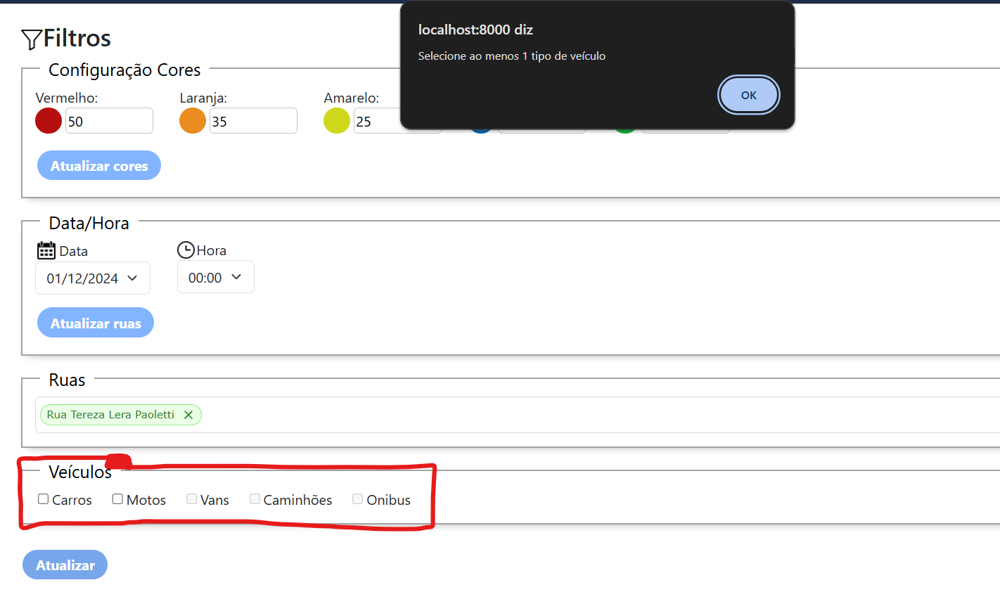 localhost:8000 diz
Selecione ao menos 1 tipo de veículo
OK
Filtros
Configuração Cores
Vermelho: Laranja: Amarelo:
50 35 25
Atualizar cores
Data/Hora
Data Hora
01/12/2024 00:00
Atualizar ruas
Ruas
Rua Tereza Lera Paoletti
Veículos
Carros Motos Vans Caminhões Onibus
Atualizar